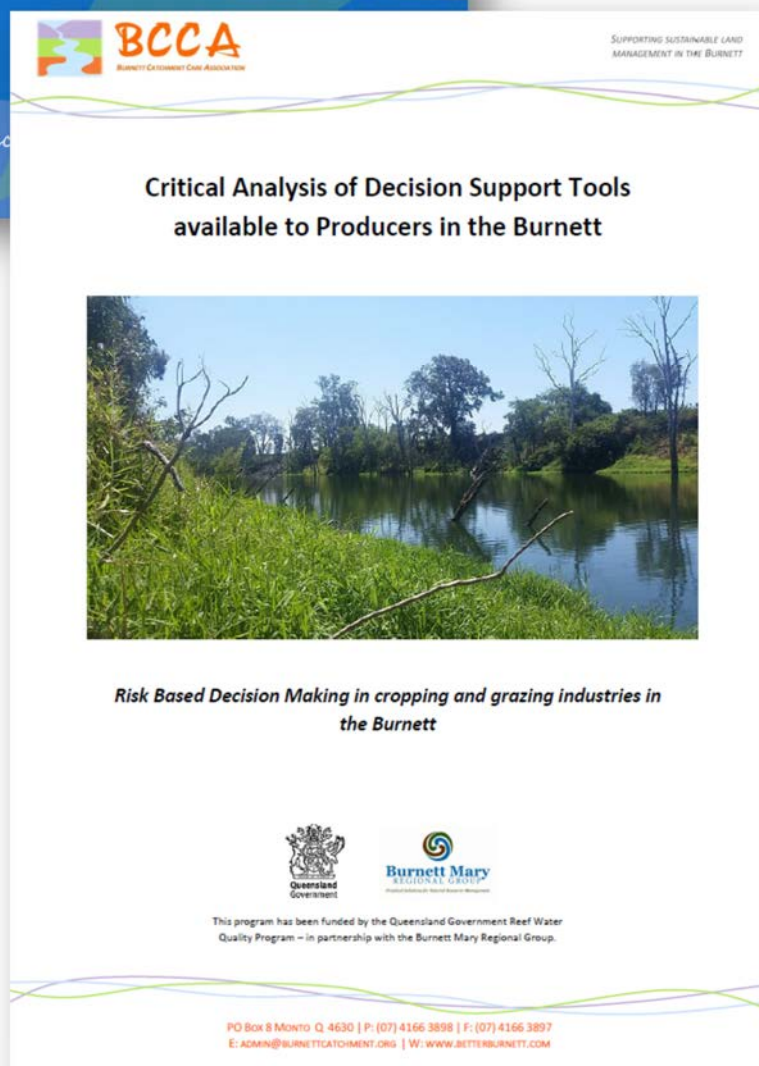 BCCA
BURNETT CATCHMENT CARE ASSOCIATION
SUPPORTING SUSTAINABLE LAND
MANAGEMENT IN THE BURNETT
Critical Analysis of Decision Support Tools
available to Producers in the Burnett
Risk Based Decision Making in cropping and grazing industries in
the Burnett
Queensland
Government
Burnett Mary
REGIONAL GROUP
This program has been funded by the Queensland Government Reef Water
Quality Program – in partnership with the Burnett Mary Regional Group.
PO BOX 8 MONTO Q 4630 | P: (07) 4166 3898 | F: (07) 4166 3897
E: ADMIN@BURNETTCATCHMENT.ORG | W: WWW.BETTERBURNETT.COM